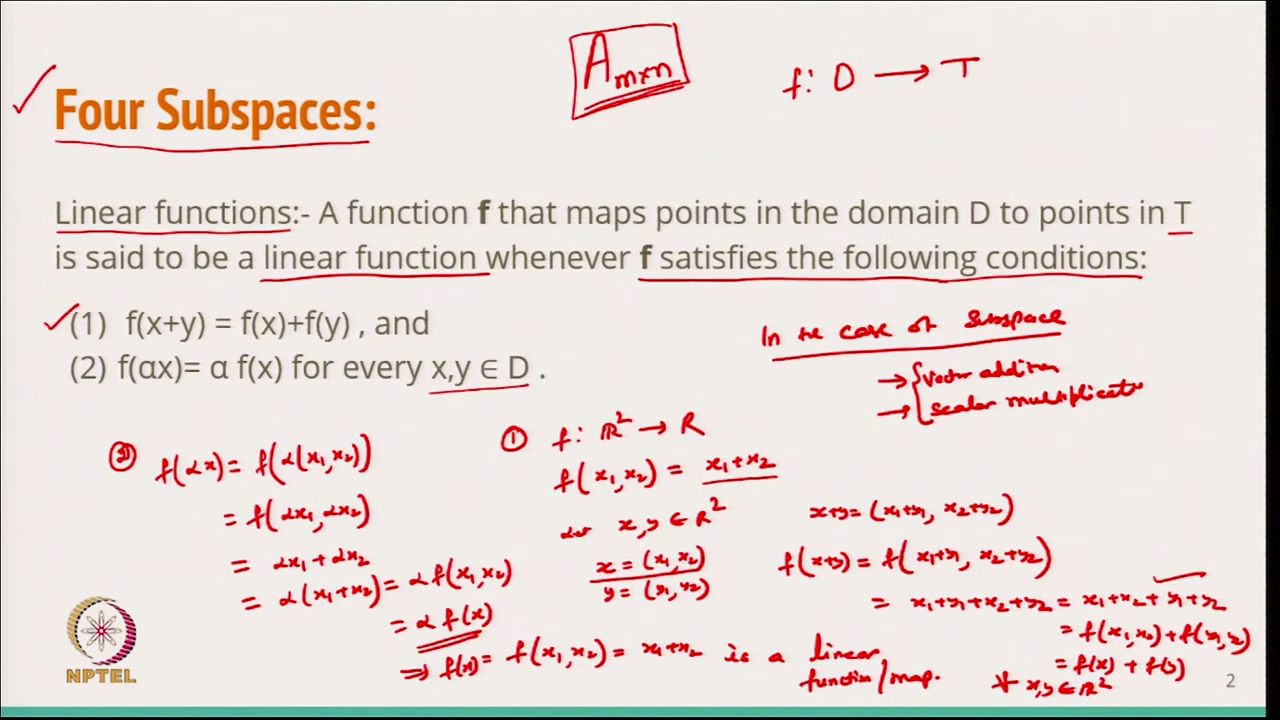 A m×n
f: D → T
Four Subspaces:
Linear functions:- A function f that maps points in the domain D to points in T
is said to be a linear function whenever f satisfies the following conditions:
(1) f(x+y) = f(x)+f(y) , and
(2) f(αx)= α f(x) for every x,y ∈ D .
In the case of Subspace
→ { Vector addition
→ { Scalar multiplicat
① f: ℝ² → R
f(x₁,x₂) = x₁+x₂
Let x,y ∈ R²
x = (x₁,x₂)
y = (y₁,y₂)
x+y = (x₁+y₁, x₂+y₂)
f(x+y) = f(x₁+y₁, x₂+y₂)
= x₁+y₁+x₂+y₂ = x₁+x₂+y₁+y₂
= f(x₁,x₂)+f(y₁,y₂)
= f(x) + f(y)
∀ x,y ∈ ℝ²
② f(αx) = f(α(x₁,x₂))
= f(αx₁, αx₂)
= αx₁+αx₂
= α(x₁+x₂) = αf(x₁,x₂)
= αf(x)
⇒ f(x) = f(x₁,x₂) = x₁+x₂ is a linear
function/map.
NPTEL
2